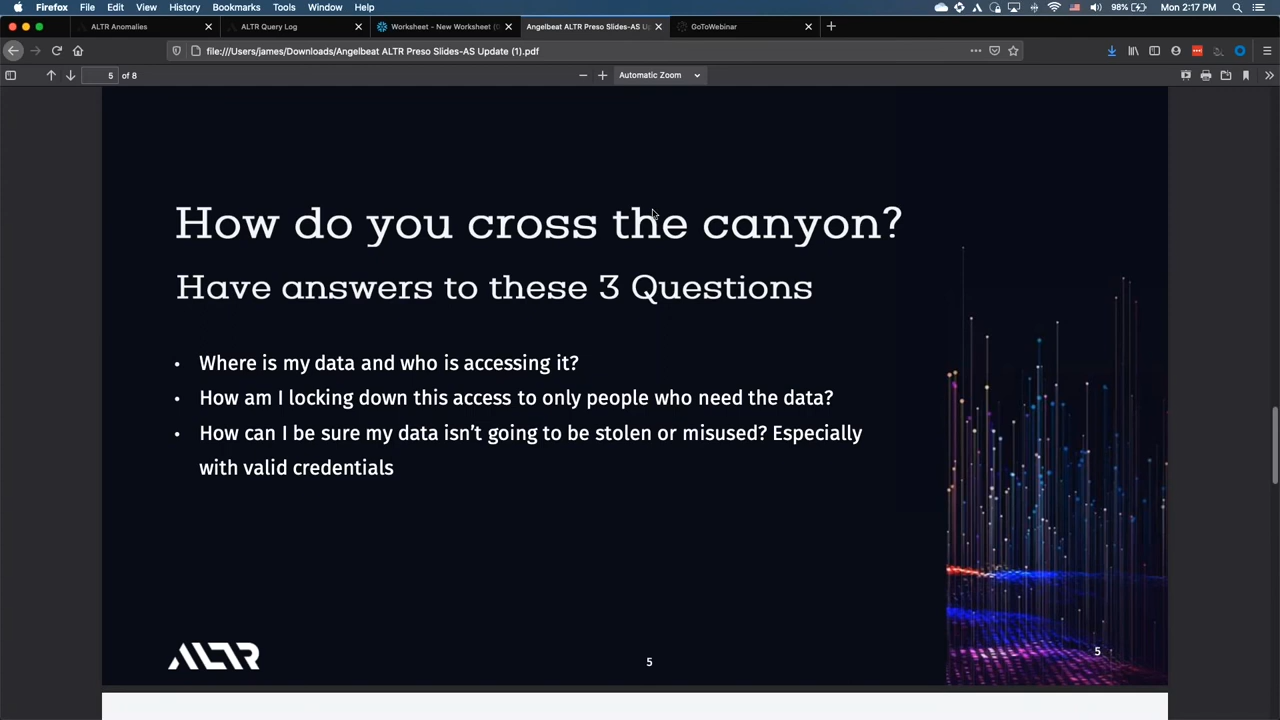 Firefox File Edit View History Bookmarks Tools Window Help 98% Mon 2:17 PM
ALTR Anomalies ALTR Query Log Worksheet - New Worksheet (O Angelbeat ALTR Preso Slides-AS Up GoToWebinar
file:///Users/james/Downloads/Angelbeat ALTR Preso Slides-AS Update (1).pdf
5 of 8 Automatic Zoom
How do you cross the canyon?
Have answers to these 3 Questions
• Where is my data and who is accessing it?
• How am I locking down this access to only people who need the data?
• How can I be sure my data isn’t going to be stolen or misused? Especially
with valid credentials
ALTR 5 5